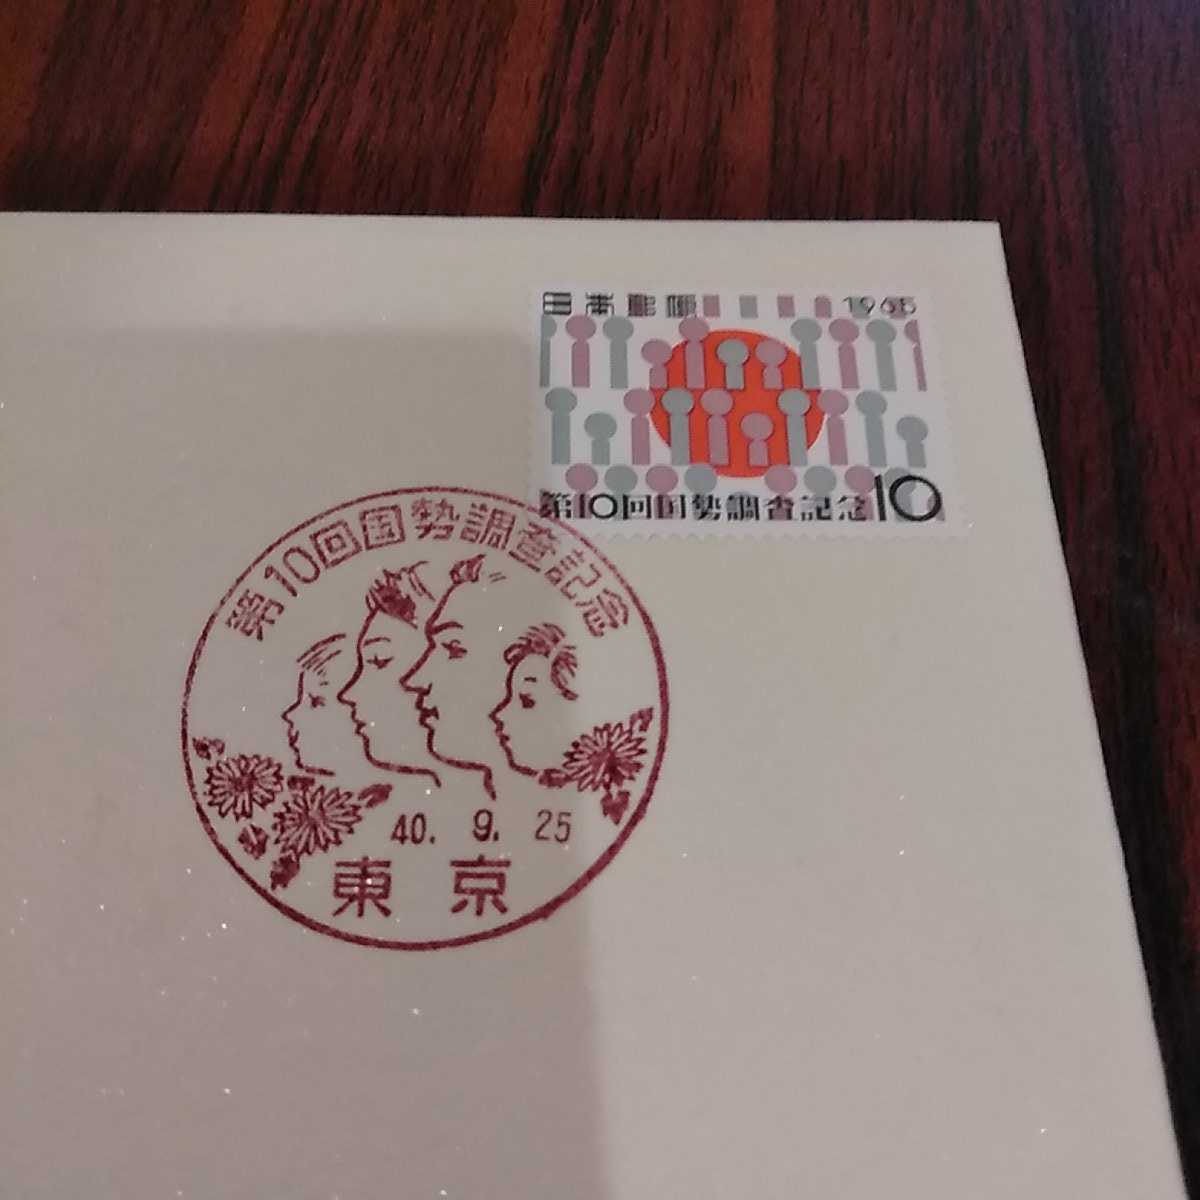 日本郵便 1965
第10回国勢調査記念 10
第10回国勢調査記念
40. 9. 25
東京